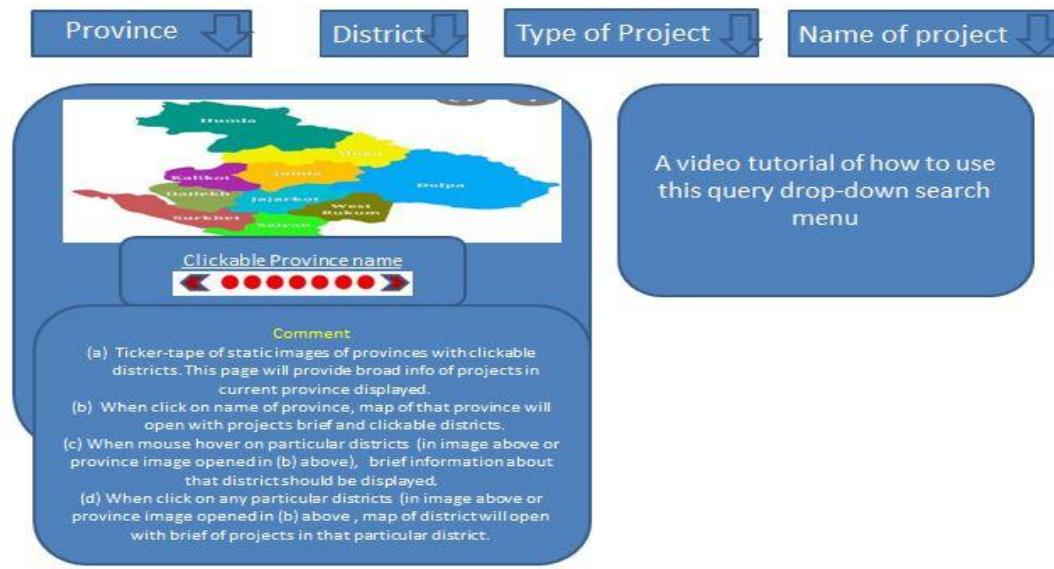 Province
District
Type of Project
Name of project
Humla
Mugu
Kalikot
Jumla
Dolpa
Dailekh
Jajarkot
West
Rukum
Surkhet
Salyan
Clickable Province name
A video tutorial of how to use
this query drop-down search
menu
Comment
(a) Ticker-tape of static images of provinces with clickable
districts. This page will provide broad info of projects in
current province displayed.
(b) When click on name of province, map of that province will
open with projects brief and clickable districts.
(c) When mouse hover on particular districts (in image above or
province image opened in (b) above), brief information about
that district should be displayed.
(d) When click on any particular districts (in image above or
province image opened in (b) above , map of district will open
with brief of projects in that particular district.